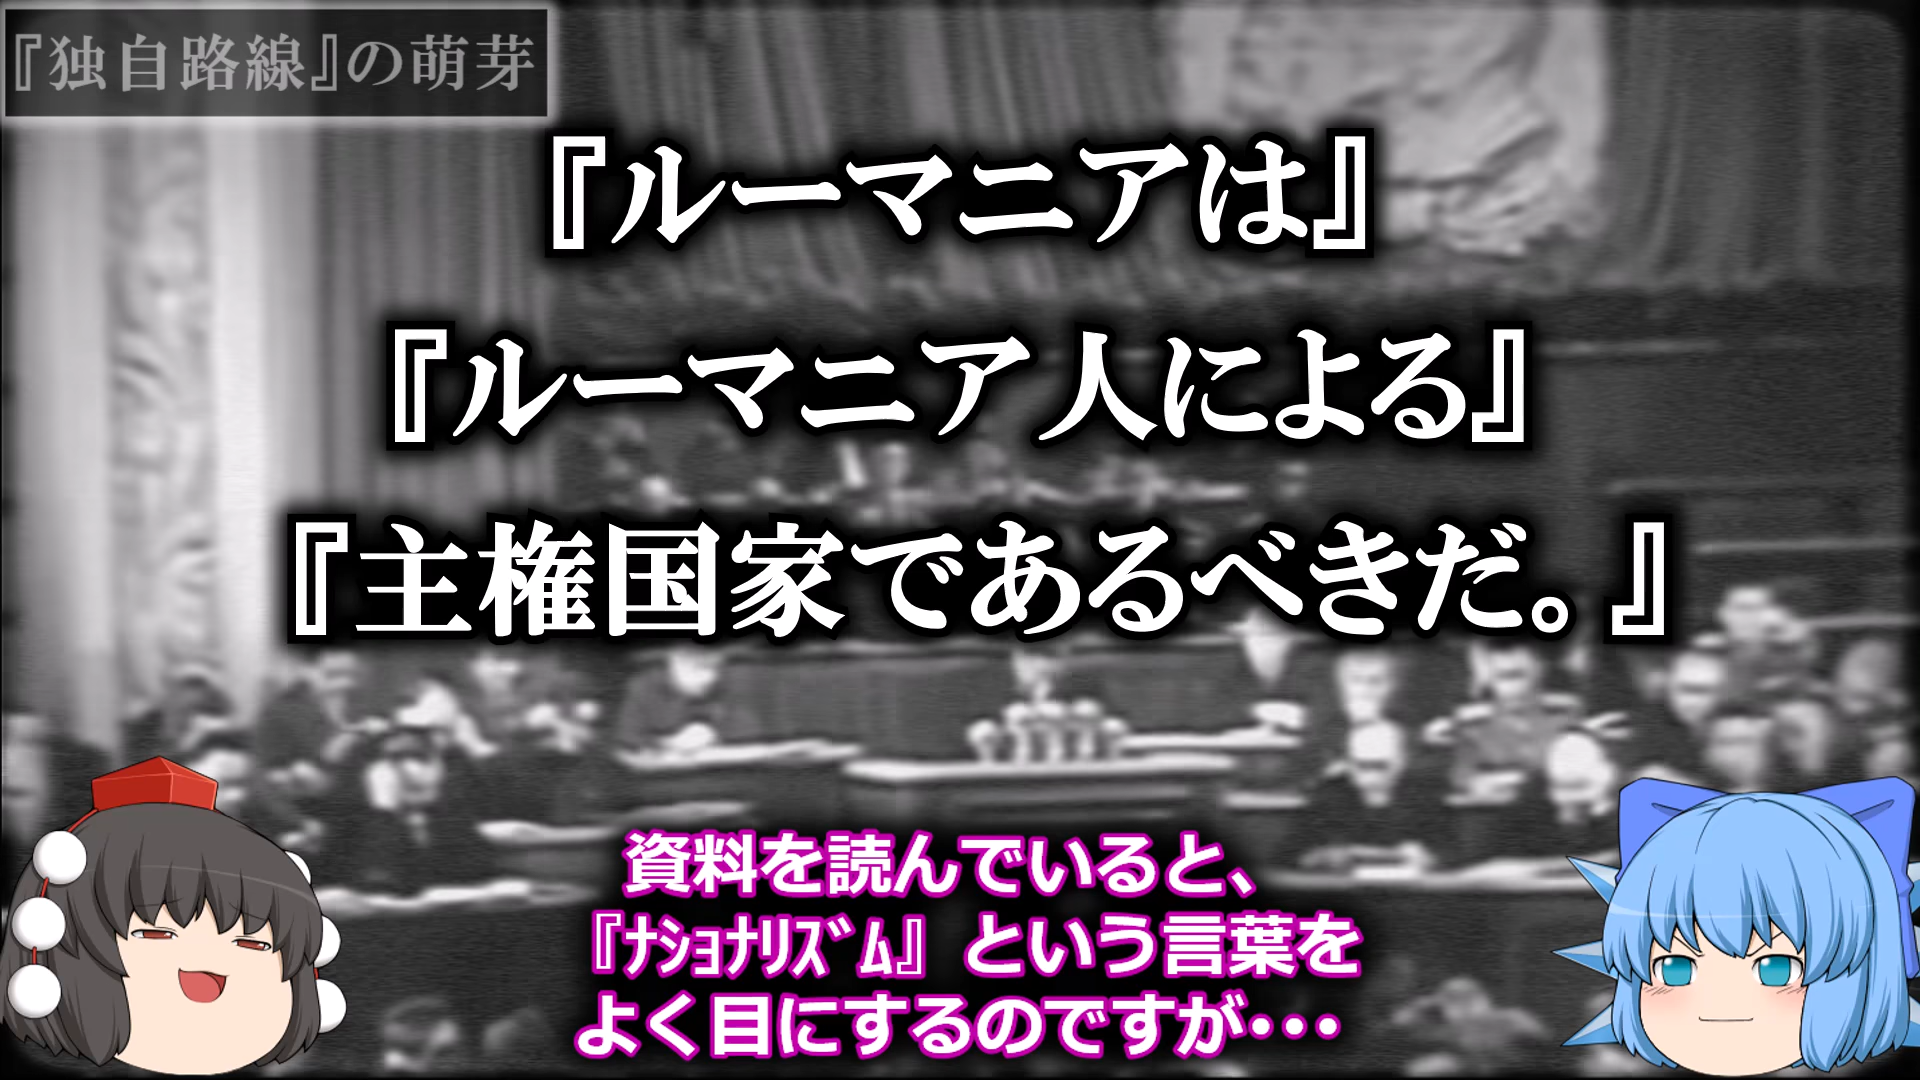 『独自路線』の萌芽
『ルーマニアは』
『ルーマニア人による』
『主権国家であるべきだ。』
資料を読んでいると、
『ﾅｼｮﾅﾘｽﾞﾑ』という言葉を
よく目にするのですが･･･